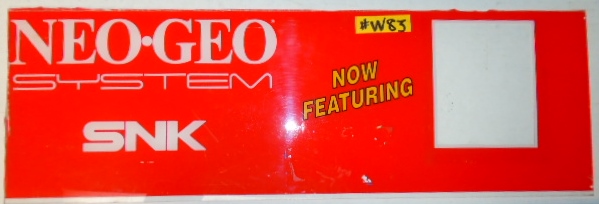 NEO·GEO
SYSTEM
SNK
#W83
NOW
FEATURING